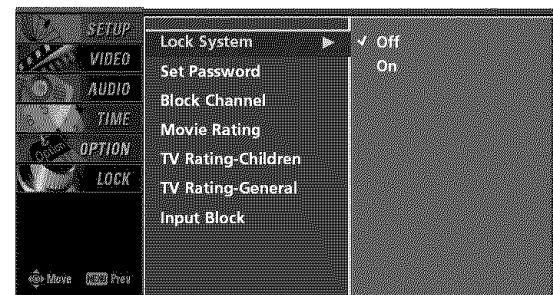 SETUP
VIDEO
AUDIO
TIME
OPTION
LOCK
Lock System ▶
Set Password
Block Channel
Movie Rating
TV Rating-Children
TV Rating-General
Input Block
✓ Off
On
Move MENU Prev